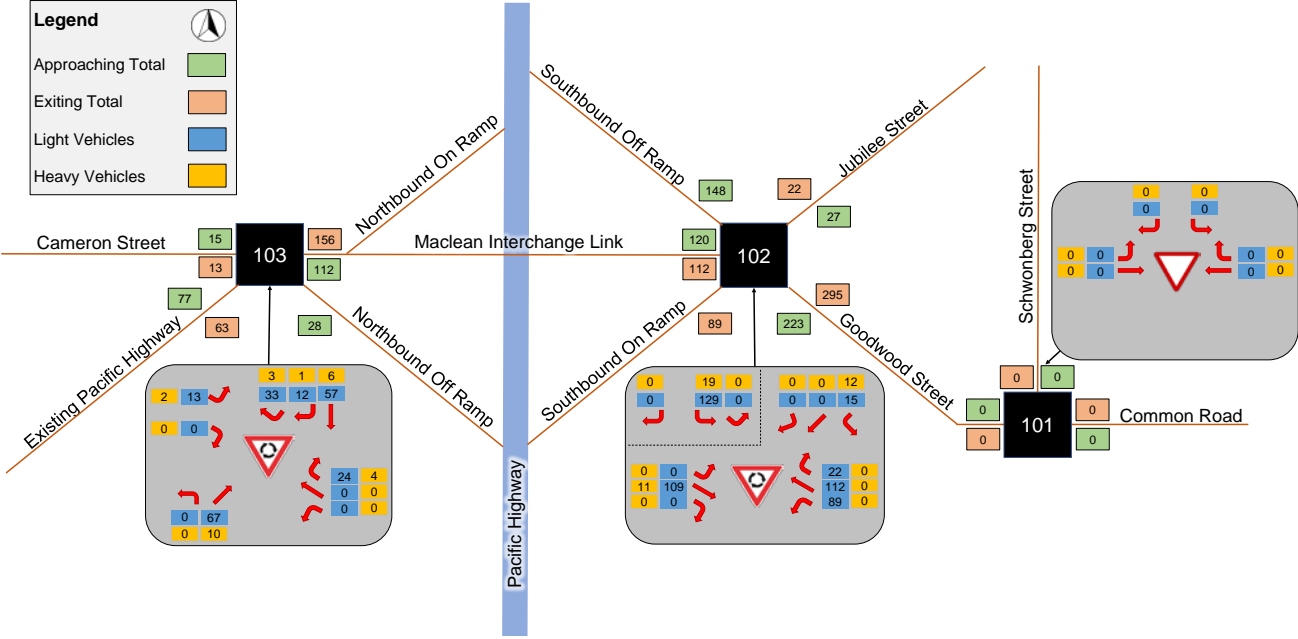 Legend
Approaching Total
Exiting Total
Light Vehicles
Heavy Vehicles
Cameron Street
Existing Pacific Highway
Northbound On Ramp
Northbound Off Ramp
Maclean Interchange Link
Pacific Highway
Southbound Off Ramp
Southbound On Ramp
Jubilee Street
Goodwood Street
Schwonberg Street
Common Road
103
15
13
156
112
77
63
28
3 1 6
33 12 57
2 13
0 0
24 4
0 0
0 0
0 67
0 10
102
148
22
27
120
112
89
295
223
0 19 0 0 0 12
0 129 0 0 0 15
0 0
11 109
0 0
22 0
112 0
89 0
101
0 0
0 0
0 0
0 0
0 0
0 0 0 0
0 0 0 0